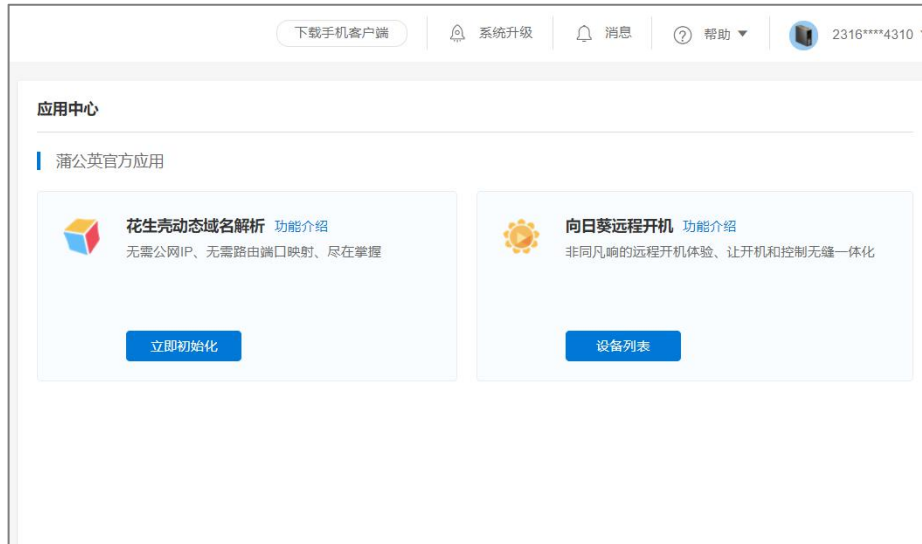 下载手机客户端 系统升级 消息 帮助 2316****4310
应用中心
蒲公英官方应用
花生壳动态域名解析 功能介绍
无需公网IP、无需路由端口映射、尽在掌握
立即初始化
向日葵远程开机 功能介绍
非同凡响的远程开机体验、让开机和控制无缝一体化
设备列表